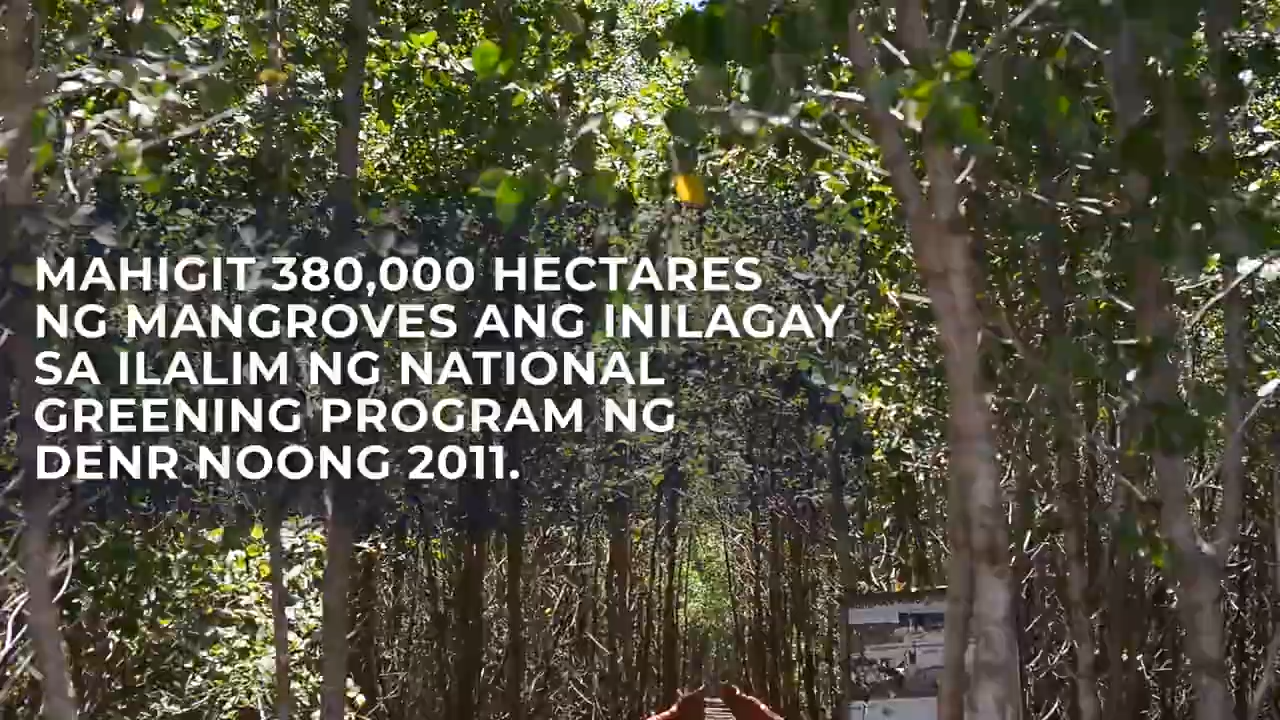 MAHIGIT 380,000 HECTARES
NG MANGROVES ANG INILAGAY
SA ILALIM NG NATIONAL
GREENING PROGRAM NG
DENR NOONG 2011.